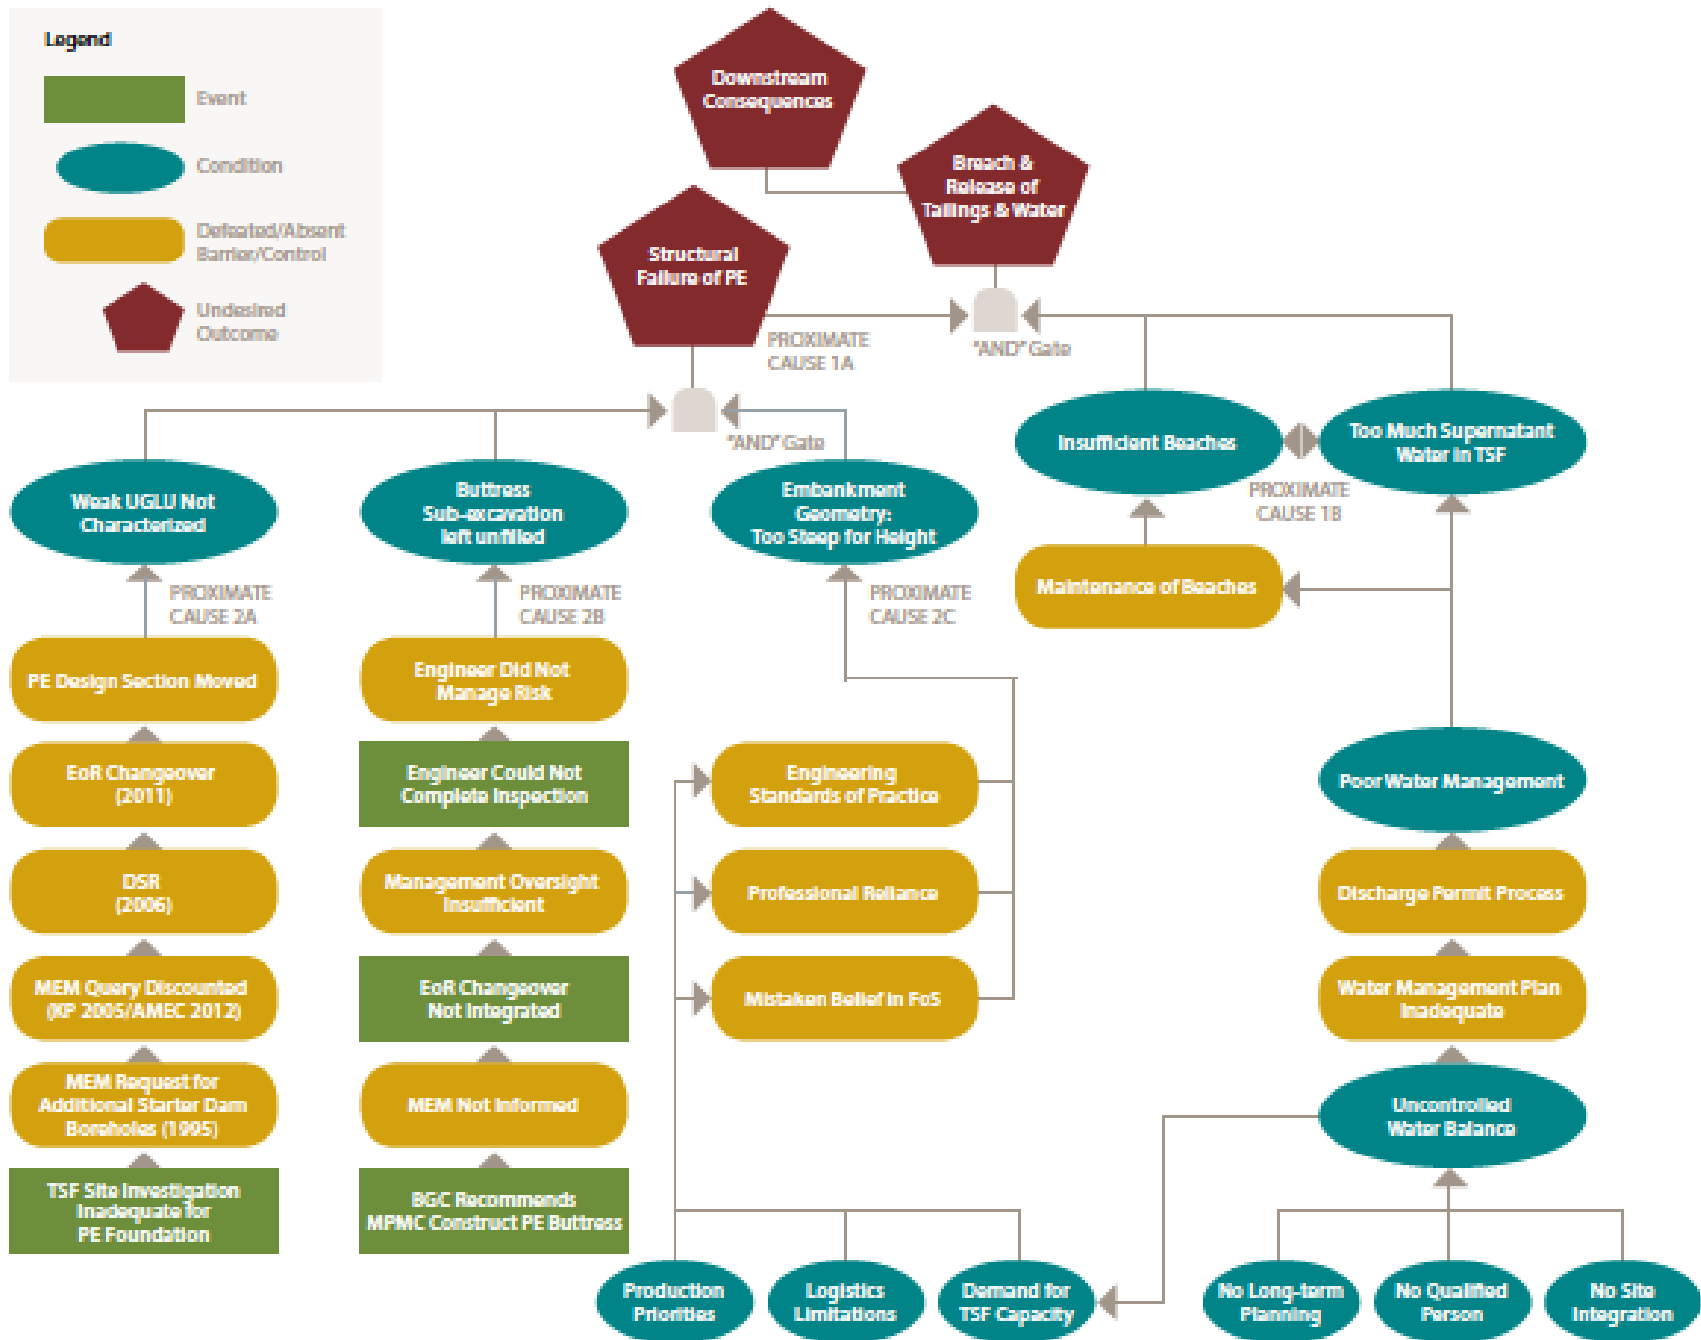 Legend
Event
Condition
Defeated/Absent
Barrier/Control
Undesired
Outcome
Downstream
Consequences
Breach &
Release of
Tailings & Water
Structural
Failure of PE
PROXIMATE
CAUSE 1A
"AND" Gate
"AND" Gate
Insufficient Beaches
Too Much Supernatant
Water in TSF
PROXIMATE
CAUSE 1B
Weak UGLU Not
Characterized
Buttress
Sub-excavation
left unfilled
Embankment
Geometry:
Too Steep for Height
Maintenance of Beaches
PROXIMATE
CAUSE 2A
PROXIMATE
CAUSE 2B
PROXIMATE
CAUSE 2C
PE Design Section Moved
EoR Changeover
(2011)
DSR
(2006)
MEM Query Discounted
(KP 2005/AMEC 2012)
MEM Request for
Additional Starter Dam
Boreholes (1995)
TSF Site Investigation
Inadequate for
PE Foundation
Engineer Did Not
Manage Risk
Engineer Could Not
Complete Inspection
Management Oversight
Insufficient
EoR Changeover
Not Integrated
MEM Not Informed
BGC Recommends
MPMC Construct PE Buttress
Engineering
Standards of Practice
Professional Reliance
Mistaken Belief in FoS
Production
Priorities
Logistics
Limitations
Demand for
TSF Capacity
Poor Water Management
Discharge Permit Process
Water Management Plan
Inadequate
Uncontrolled
Water Balance
No Long-term
Planning
No Qualified
Person
No Site
Integration